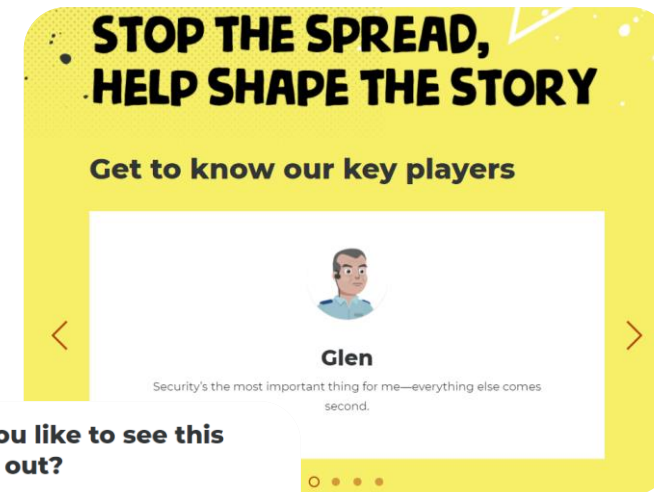 STOP THE SPREAD,
HELP SHAPE THE STORY
Get to know our key players
Glen
Security's the most important thing for me—everything else comes
second.
ou like to see this
out?